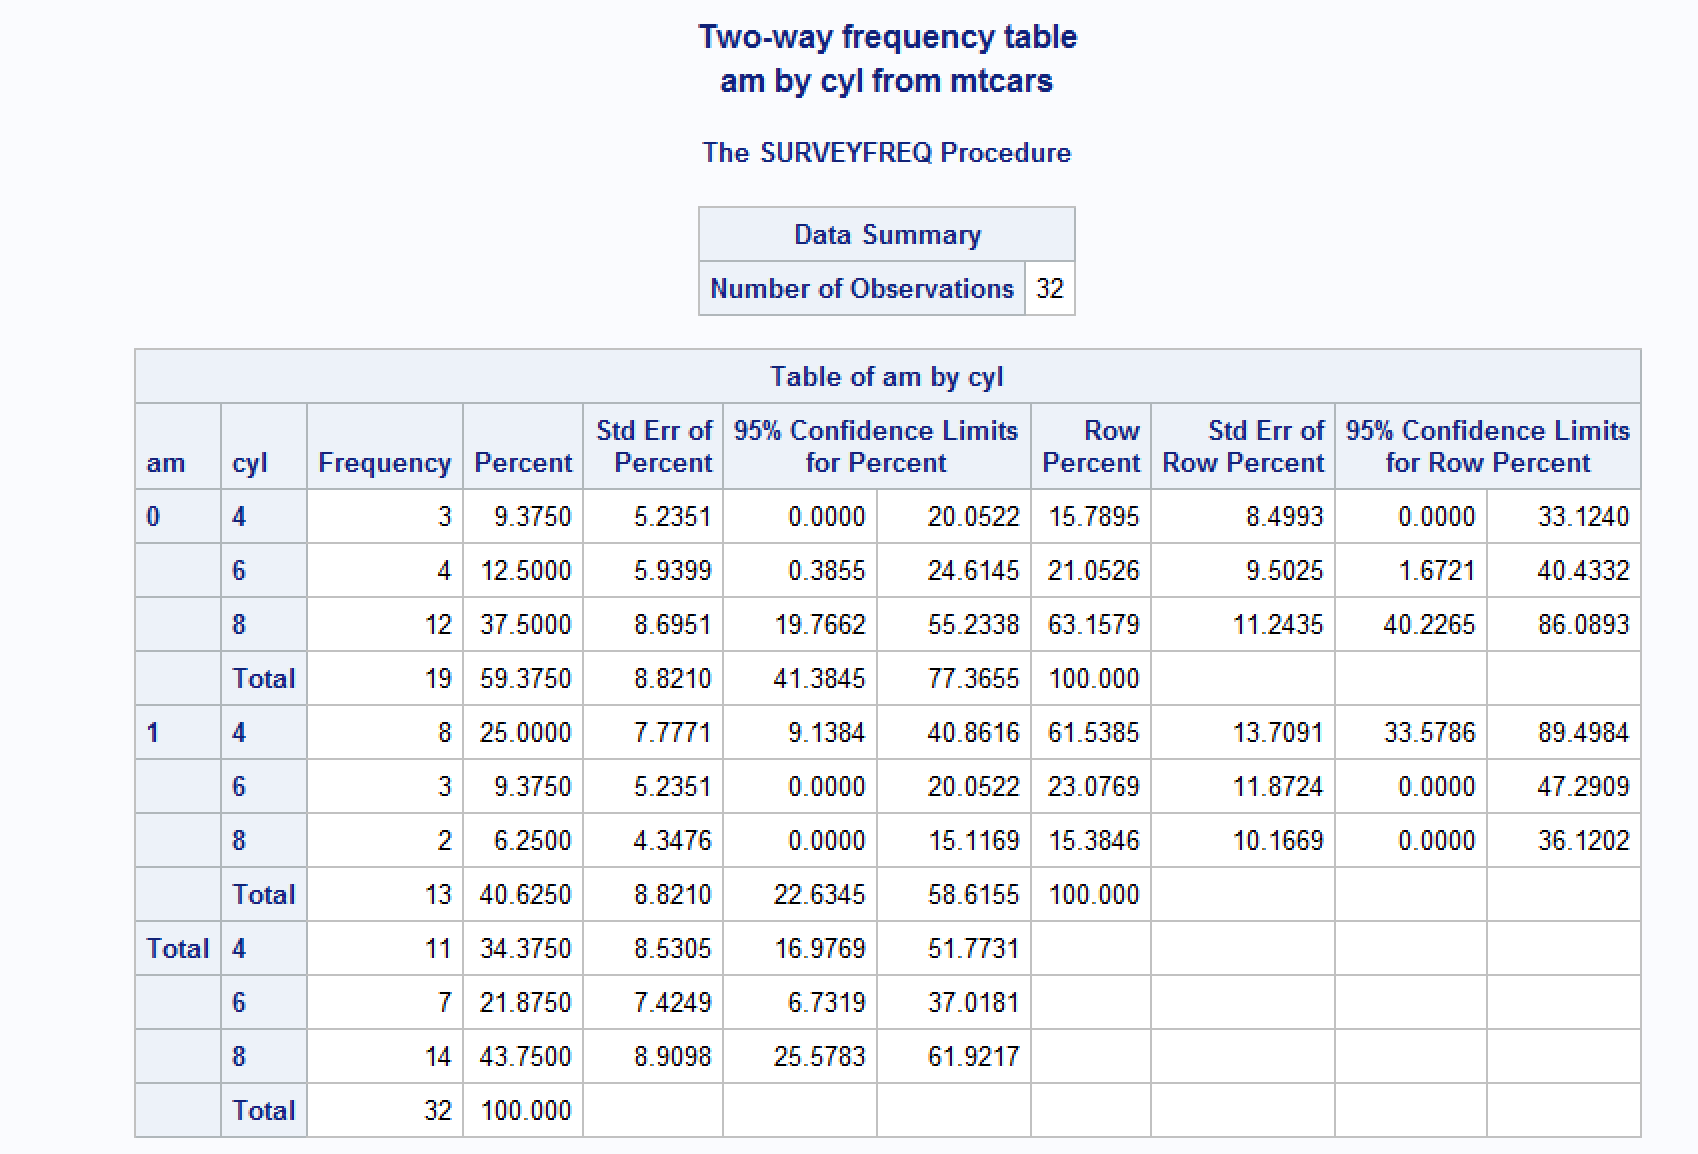 Two-way frequency table
am by cyl from mtcars
The SURVEYFREQ Procedure
Data Summary
Number of Observations 32
Table of am by cyl
am cyl Frequency Percent Std Err of Percent 95% Confidence Limits for Percent Row Percent Std Err of Row Percent 95% Confidence Limits for Row Percent
0 4 3 9.3750 5.2351 0.0000 20.0522 15.7895 8.4993 0.0000 33.1240
6 4 12.5000 5.9399 0.3855 24.6145 21.0526 9.5025 1.6721 40.4332
8 12 37.5000 8.6951 19.7662 55.2338 63.1579 11.2435 40.2265 86.0893
Total 19 59.3750 8.8210 41.3845 77.3655 100.000
1 4 8 25.0000 7.7771 9.1384 40.8616 61.5385 13.7091 33.5786 89.4984
6 3 9.3750 5.2351 0.0000 20.0522 23.0769 11.8724 0.0000 47.2909
8 2 6.2500 4.3476 0.0000 15.1169 15.3846 10.1669 0.0000 36.1202
Total 13 40.6250 8.8210 22.6345 58.6155 100.000
Total 4 11 34.3750 8.5305 16.9769 51.7731
6 7 21.8750 7.4249 6.7319 37.0181
8 14 43.7500 8.9098 25.5783 61.9217
Total 32 100.000